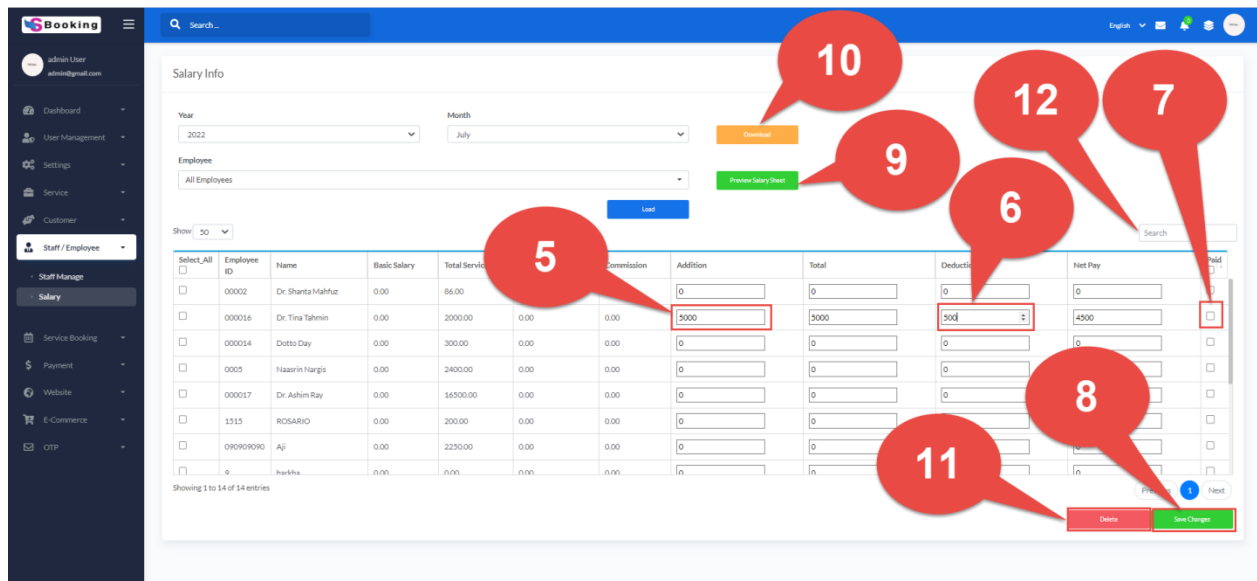 Booking
Search...
English
0
admin User
admin@gmail.com
Dashboard
User Management
Settings
Service
Customer
Staff / Employee
Staff Manage
Salary
Service Booking
Payment
Website
E-Commerce
OTP
Salary Info
Year
Month
2022
July
Download
Employee
All Employees
Preview Salary Sheet
Load
Show 50
Search
Select_All Employee ID Name Basic Salary Total Servic Commission Addition Total Deducti Net Pay Paid
00002 Dr. Shanta Mahfuz 0.00 86.00 0 0 0 0
000016 Dr. Tina Tahmin 0.00 2000.00 0.00 0.00 5000 5000 500 4500
000014 Dotto Day 0.00 300.00 0.00 0.00 0 0 0 0
0005 Naasrin Nargis 0.00 2400.00 0.00 0.00 0 0 0
000017 Dr. Ashim Ray 0.00 16500.00 0.00 0.00 0 0 0
1515 ROSARIO 0.00 200.00 0.00 0.00 0 0
090909090 Aji 0.00 2250.00 0.00 0.00 0 0
9 barkha 0.00 0.00 0.00 0.00 0 0 0
Showing 1 to 14 of 14 entries
1 Next
Delete
Save Changes
10
12
7
9
6
5
8
11